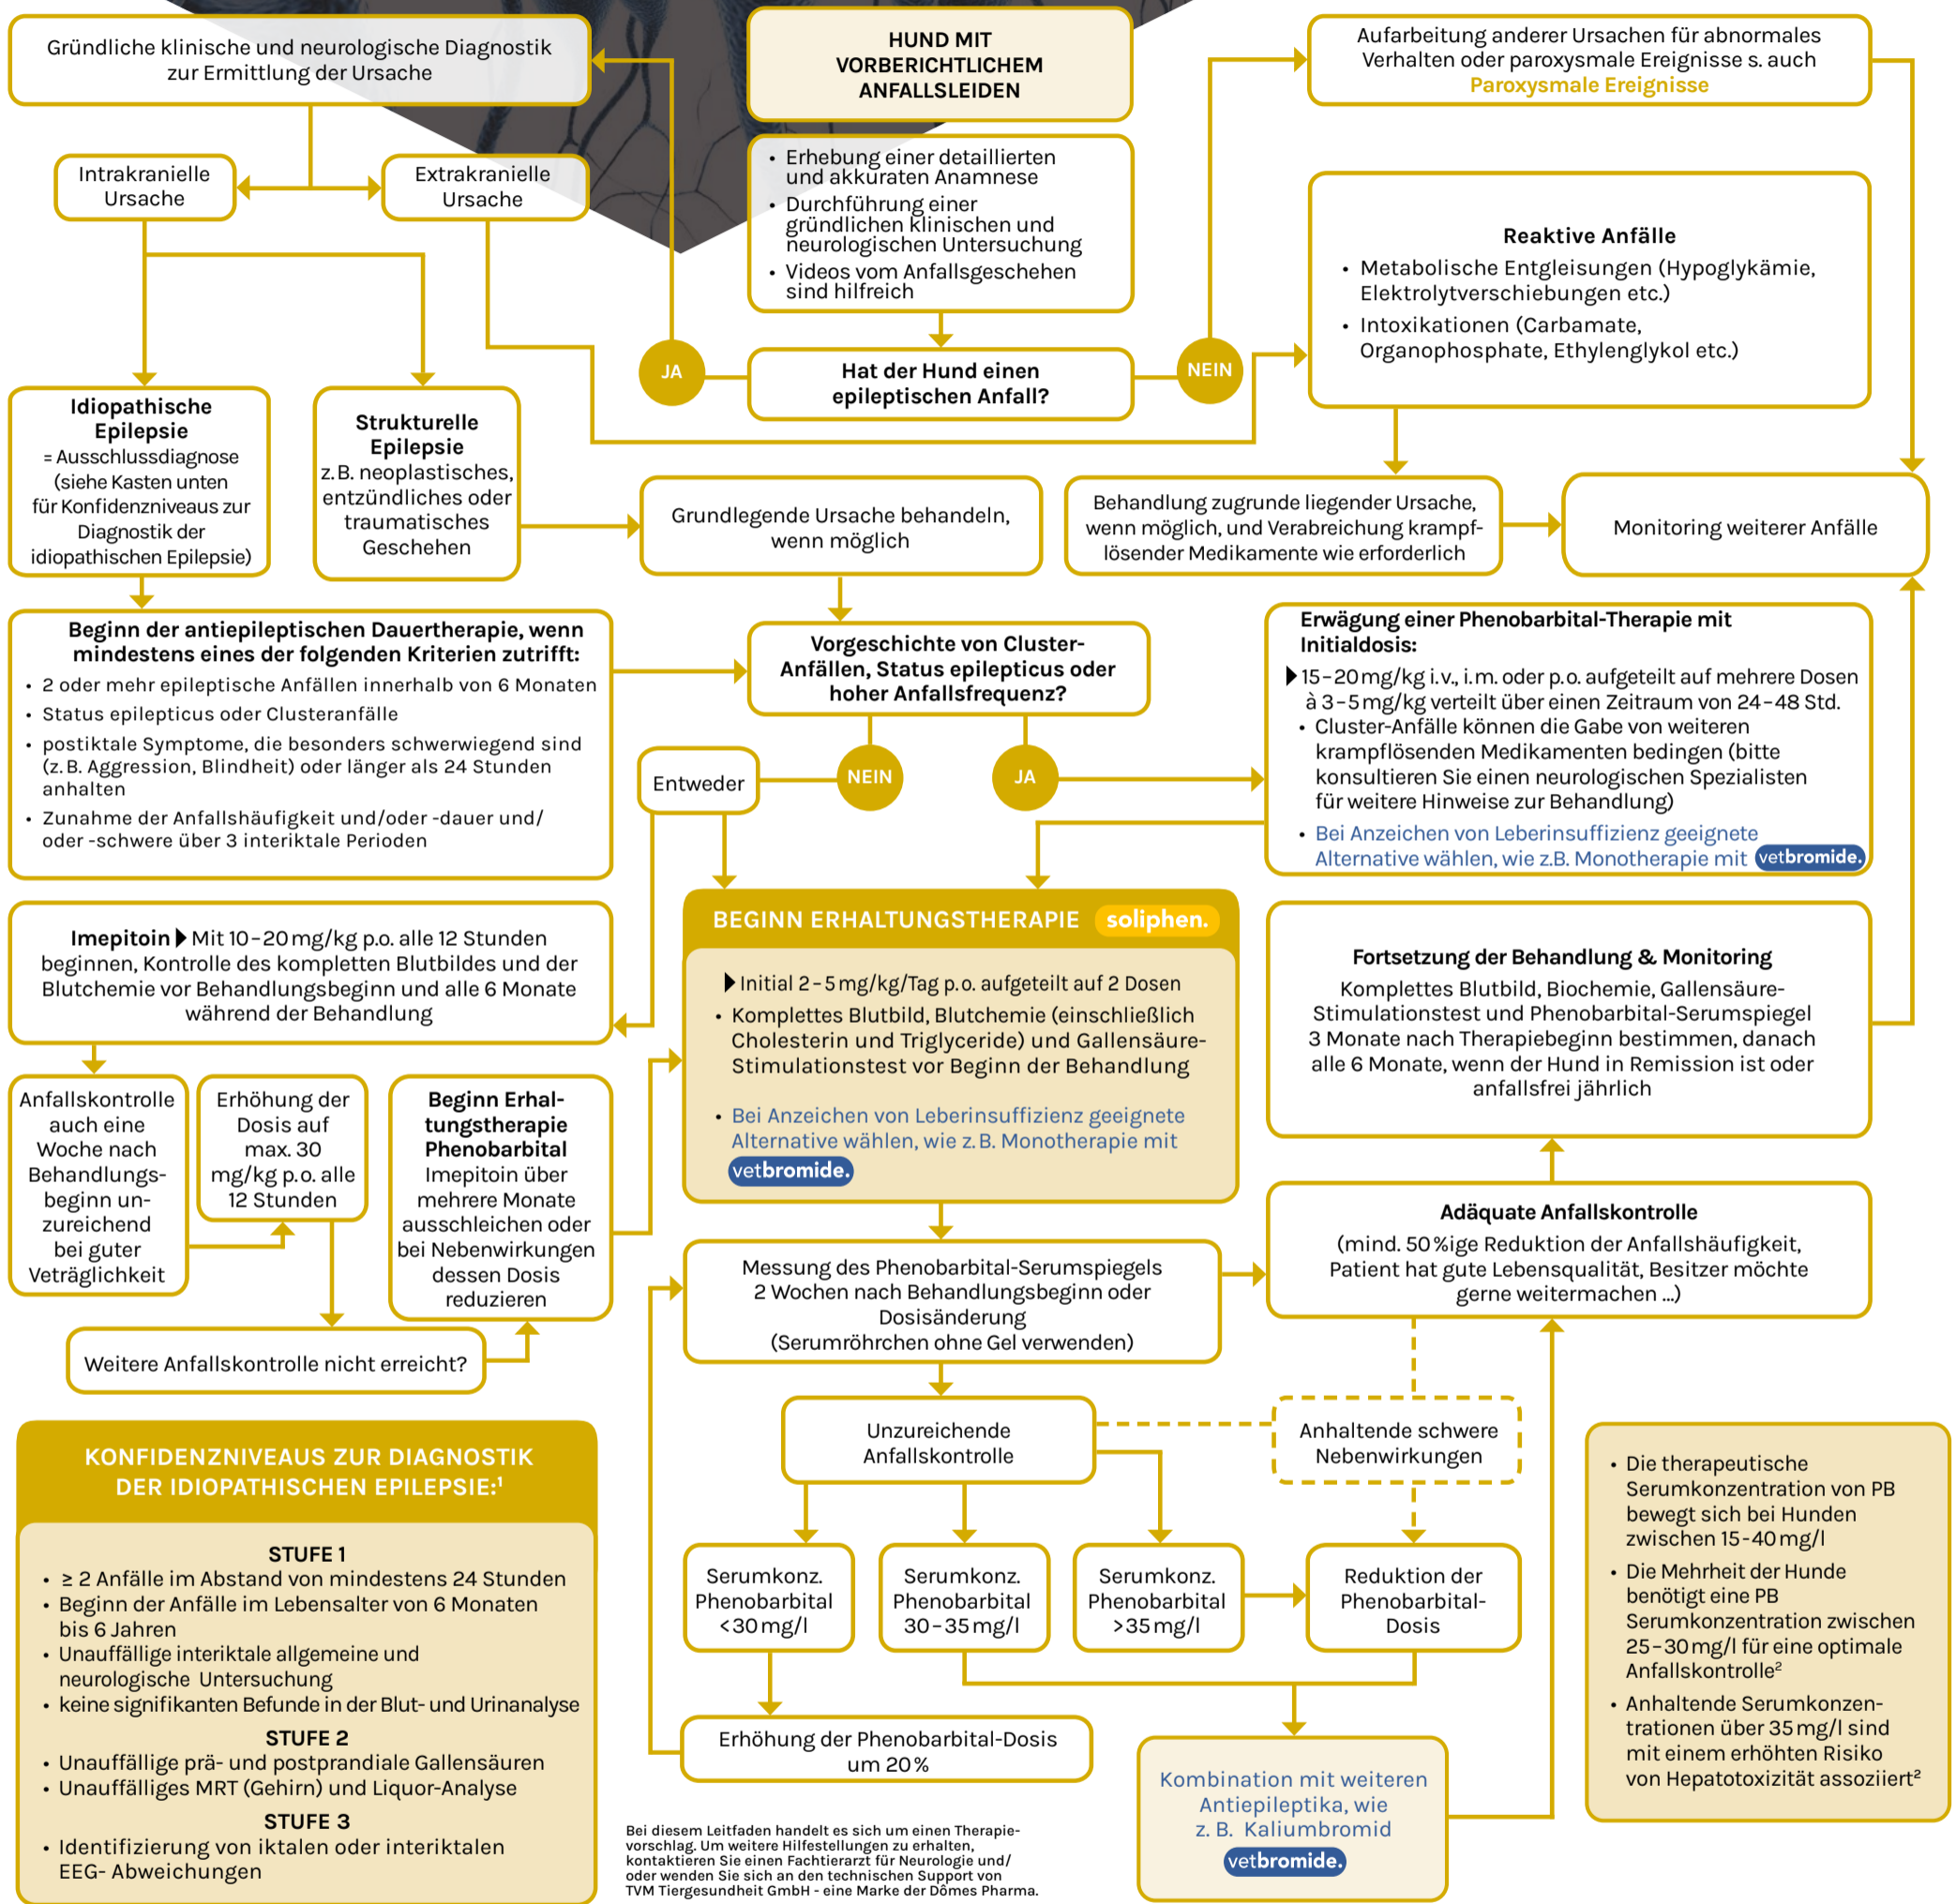 HUND MIT
VORBERICHTLICHEM
ANFALLSLEIDEN
Gründliche klinische und neurologische Diagnostik
zur Ermittlung der Ursache
Aufarbeitung anderer Ursachen für abnormales
Verhalten oder paroxysmale Ereignisse s. auch
Paroxysmale Ereignisse
Intrakranielle
Ursache
Extrakranielle
Ursache
• Erhebung einer detaillierten
und akkuraten Anamnese
• Durchführung einer
gründlichen klinischen und
neurologischen Untersuchung
• Videos vom Anfallsgeschehen
sind hilfreich
Reaktive Anfälle
• Metabolische Entgleisungen (Hypoglykämie,
Elektrolytverschiebungen etc.)
• Intoxikationen (Carbamate,
Organophosphate, Ethylenglykol etc.)
JA
Hat der Hund einen
epileptischen Anfall?
NEIN
Idiopathische
Epilepsie
= Ausschlussdiagnose
(siehe Kasten unten
für Konfidenzniveaus zur
Diagnostik der
idiopathischen Epilepsie)
Strukturelle
Epilepsie
z.B. neoplastisches,
entzündliches oder
traumatisches
Geschehen
Grundlegende Ursache behandeln,
wenn möglich
Behandlung zugrunde liegender Ursache,
wenn möglich, und Verabreichung krampf-
lösender Medikamente wie erforderlich
Monitoring weiterer Anfälle
Beginn der antiepileptischen Dauertherapie, wenn
mindestens eines der folgenden Kriterien zutrifft:
• 2 oder mehr epileptische Anfällen innerhalb von 6 Monaten
• Status epilepticus oder Clusteranfälle
• postiktale Symptome, die besonders schwerwiegend sind
(z.B. Aggression, Blindheit) oder länger als 24 Stunden
anhalten
• Zunahme der Anfallshäufigkeit und/oder -dauer und/
oder -schwere über 3 interiktale Perioden
Vorgeschichte von Cluster-
Anfällen, Status epilepticus oder
hoher Anfallsfrequenz?
Entweder
NEIN
JA
Erwägung einer Phenobarbital-Therapie mit
Initialdosis:
▶ 15–20 mg/kg i.v., i.m. oder p.o. aufgeteilt auf mehrere Dosen
à 3–5 mg/kg verteilt über einen Zeitraum von 24–48 Std.
• Cluster-Anfälle können die Gabe von weiteren
krampflösenden Medikamenten bedingen (bitte
konsultieren Sie einen neurologischen Spezialisten
für weitere Hinweise zur Behandlung)
• Bei Anzeichen von Leberinsuffizienz geeignete
Alternative wählen, wie z.B. Monotherapie mit vetbromide.
Imepitoin ▶ Mit 10–20 mg/kg p.o. alle 12 Stunden
beginnen, Kontrolle des kompletten Blutbildes und der
Blutchemie vor Behandlungsbeginn und alle 6 Monate
während der Behandlung
BEGINN ERHALTUNGSTHERAPIE soliphen.
▶ Initial 2–5 mg/kg/Tag p.o. aufgeteilt auf 2 Dosen
• Komplettes Blutbild, Blutchemie (einschließlich
Cholesterin und Triglyceride) und Gallensäure-
Stimulationstest vor Beginn der Behandlung
• Bei Anzeichen von Leberinsuffizienz geeignete
Alternative wählen, wie z.B. Monotherapie mit
vetbromide.
Fortsetzung der Behandlung & Monitoring
Komplettes Blutbild, Biochemie, Gallensäure-
Stimulationstest und Phenobarbital-Serumspiegel
3 Monate nach Therapiebeginn bestimmen, danach
alle 6 Monate, wenn der Hund in Remission ist oder
anfallsfrei jährlich
Anfallskontrolle
auch eine
Woche nach
Behandlungs-
beginn un-
zureichend
bei guter
Veträglichkeit
Erhöhung der
Dosis auf
max. 30
mg/kg p.o. alle
12 Stunden
Beginn Erhal-
tungstherapie
Phenobarbital
Imepitoin über
mehrere Monate
ausschleichen oder
bei Nebenwirkungen
dessen Dosis
reduzieren
Weitere Anfallskontrolle nicht erreicht?
Messung des Phenobarbital-Serumspiegels
2 Wochen nach Behandlungsbeginn oder
Dosisänderung
(Serumröhrchen ohne Gel verwenden)
Adäquate Anfallskontrolle
(mind. 50%ige Reduktion der Anfallshäufigkeit,
Patient hat gute Lebensqualität, Besitzer möchte
gerne weitermachen ...)
Unzureichende
Anfallskontrolle
Anhaltende schwere
Nebenwirkungen
Serumkonz.
Phenobarbital
<30 mg/l
Serumkonz.
Phenobarbital
30–35 mg/l
Serumkonz.
Phenobarbital
>35 mg/l
Reduktion der
Phenobarbital-
Dosis
Erhöhung der Phenobarbital-Dosis
um 20%
Kombination mit weiteren
Antiepileptika, wie
z. B. Kaliumbromid
vetbromide.
• Die therapeutische
Serumkonzentration von PB
bewegt sich bei Hunden
zwischen 15-40 mg/l
• Die Mehrheit der Hunde
benötigt eine PB
Serumkonzentration zwischen
25–30 mg/l für eine optimale
Anfallskontrolle²
• Anhaltende Serumkonzen-
trationen über 35 mg/l sind
mit einem erhöhten Risiko
von Hepatotoxizität assoziiert²
KONFIDENZNIVEAUS ZUR DIAGNOSTIK
DER IDIOPATHISCHEN EPILEPSIE:¹
STUFE 1
• ≥ 2 Anfälle im Abstand von mindestens 24 Stunden
• Beginn der Anfälle im Lebensalter von 6 Monaten
bis 6 Jahren
• Unauffällige interiktale allgemeine und
neurologische Untersuchung
• keine signifikanten Befunde in der Blut- und Urinanalyse
STUFE 2
• Unauffällige prä- und postprandiale Gallensäuren
• Unauffälliges MRT (Gehirn) und Liquor-Analyse
STUFE 3
• Identifizierung von iktalen oder interiktalen
EEG- Abweichungen
Bei diesem Leitfaden handelt es sich um einen Therapie-
vorschlag. Um weitere Hilfestellungen zu erhalten,
kontaktieren Sie einen Fachtierarzt für Neurologie und/
oder wenden Sie sich an den technischen Support von
TVM Tiergesundheit GmbH - eine Marke der Dômes Pharma.